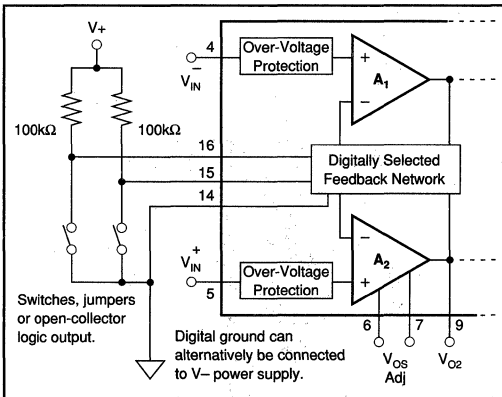 V+
4
Over-Voltage
Protection
+
A1
–
VIN
–
100kΩ
100kΩ
16
15
14
Digitally Selected
Feedback Network
–
A2
+
+
VIN
5
Over-Voltage
Protection
Switches, jumpers
or open-collector
logic output.
Digital ground can
alternatively be connected
to V– power supply.
6
7
9
VOS
Adj
VO2